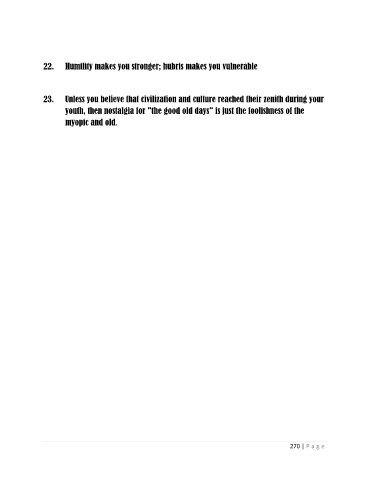 22. Humility makes you stronger; hubris makes you vulnerable
23. Unless you believe that civilization and culture reached their zenith during your
youth, then nostalgia for "the good old days" is just the foolishness of the
myopic and old.
270 | Page